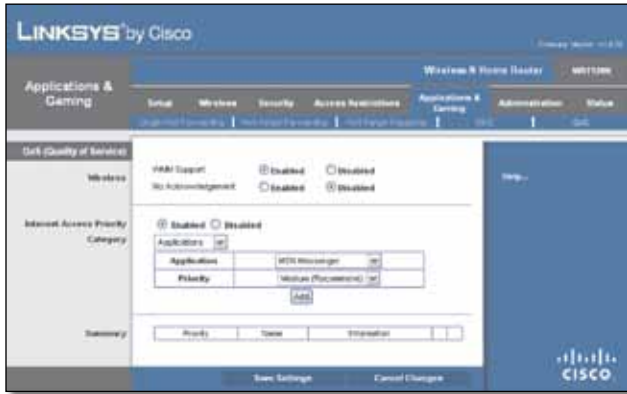 LINKSYS® by Cisco
Wireless-N Home Router
Applications & Gaming
Setup
Wireless
Security
Access Restrictions
Applications & Gaming
Administration
Status
QoS
QoS (Quality of Service)
Wireless
WMM Support
Enabled
Disabled
No Acknowledgement
Enabled
Disabled
Help...
Internet Access Priority
Enabled
Disabled
Category
Applications
Application
MSN Messenger
Priority
Medium (Recommend)
Add
Summary
Priority
Name
Information
Save Settings
Cancel Changes
CISCO